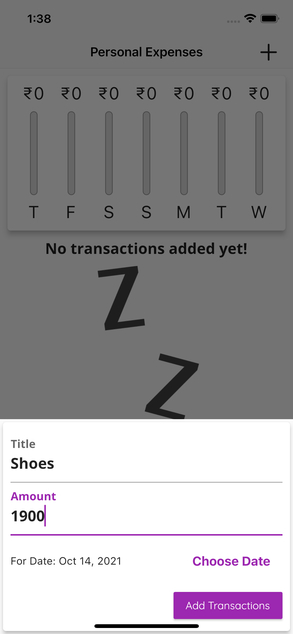 1:38
Personal Expenses +
₹0 ₹0 ₹0 ₹0 ₹0 ₹0 ₹0
T F S S M T W
No transactions added yet!
Z
Z
Title
Shoes
Amount
1900
For Date: Oct 14, 2021 Choose Date
Add Transactions